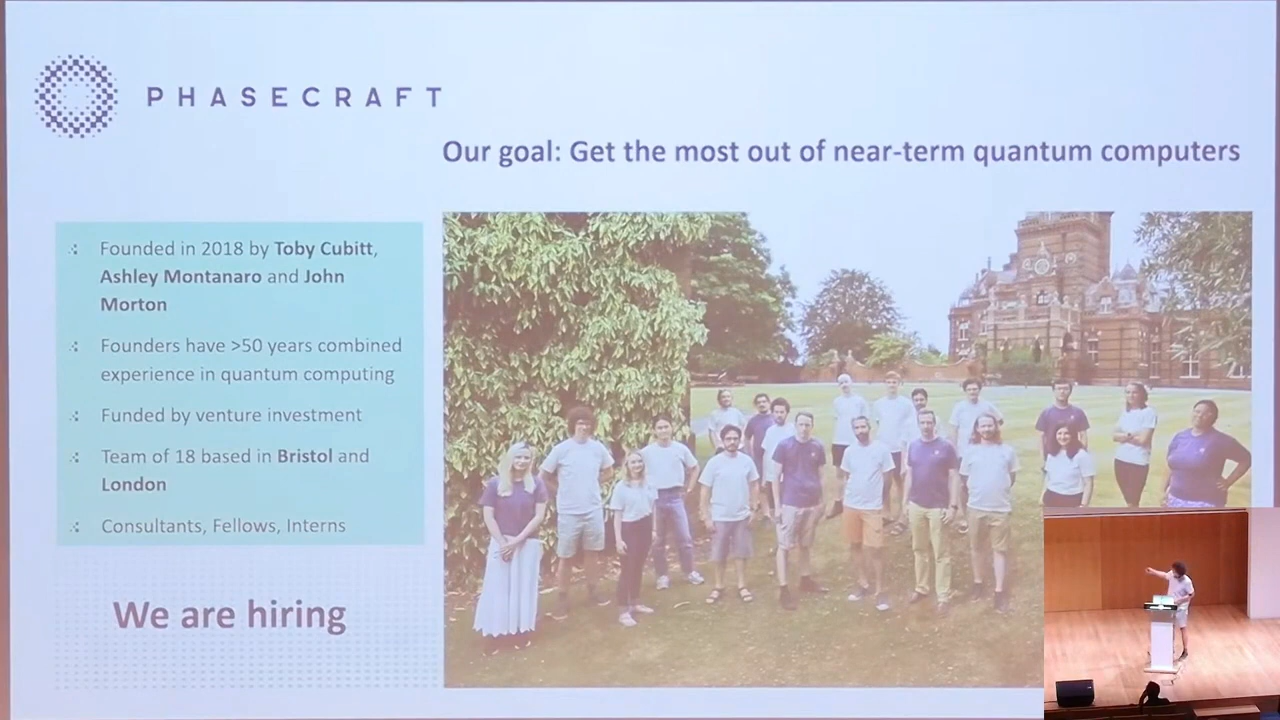 PHASECRAFT
Our goal: Get the most out of near-term quantum computers
Founded in 2018 by Toby Cubitt,
Ashley Montanaro and John
Morton
Founders have >50 years combined
experience in quantum computing
Funded by venture investment
Team of 18 based in Bristol and
London
Consultants, Fellows, Interns
We are hiring